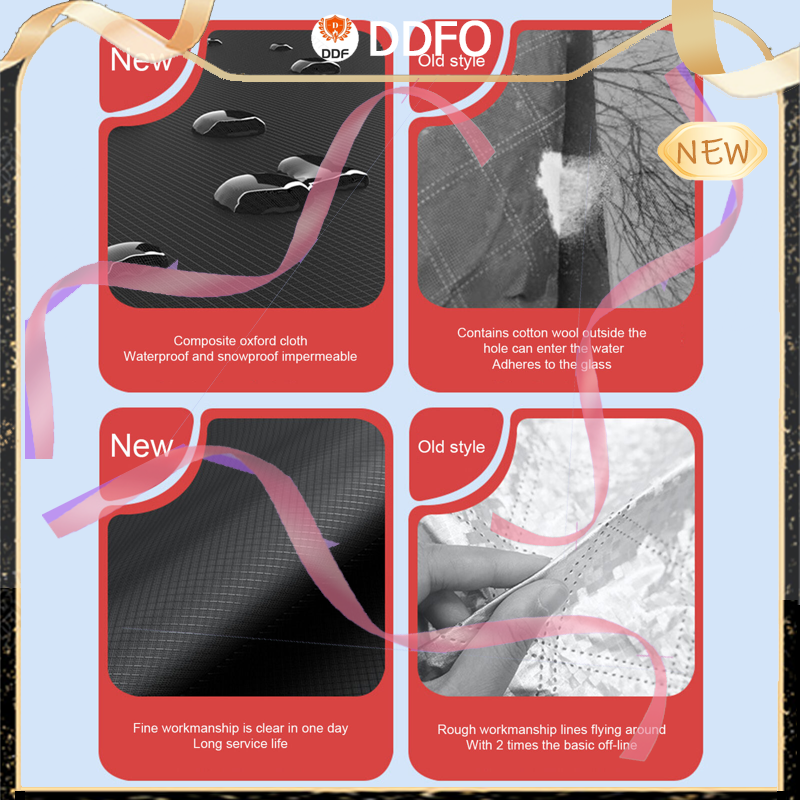 DDF
DDFO
New
Old style
NEW
Composite oxford cloth
Waterproof and snowproof impermeable
Contains cotton wool outside the
hole can enter the water
Adheres to the glass
New
Old style
Fine workmanship is clear in one day
Long service life
Rough workmanship lines flying around
With 2 times the basic off-line